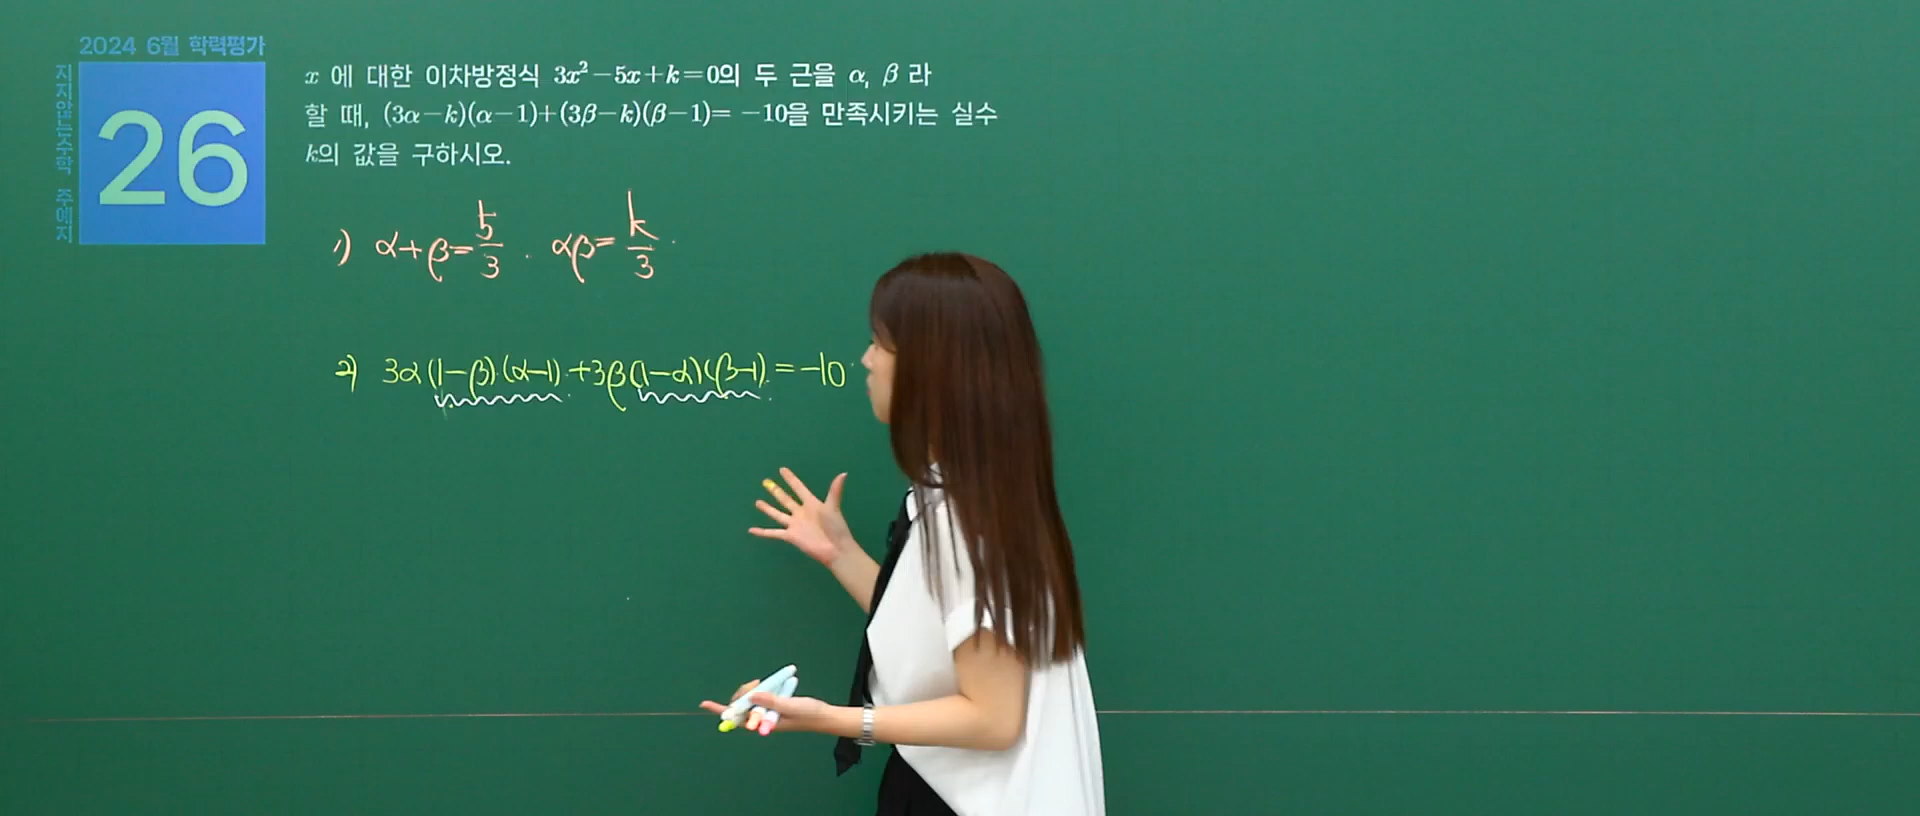 2024 6월 학력평가
지지않는수학 주예지
26
x 에 대한 이차방정식 3x²-5x+k=0의 두 근을 α, β 라
할 때, (3α-k)(α-1)+(3β-k)(β-1)= -10을 만족시키는 실수
k의 값을 구하시오.
1) α+β=5/3 . αβ=k/3 .
2) 3α(1-β)(α-1)+3β(1-α)(β-1)=-10